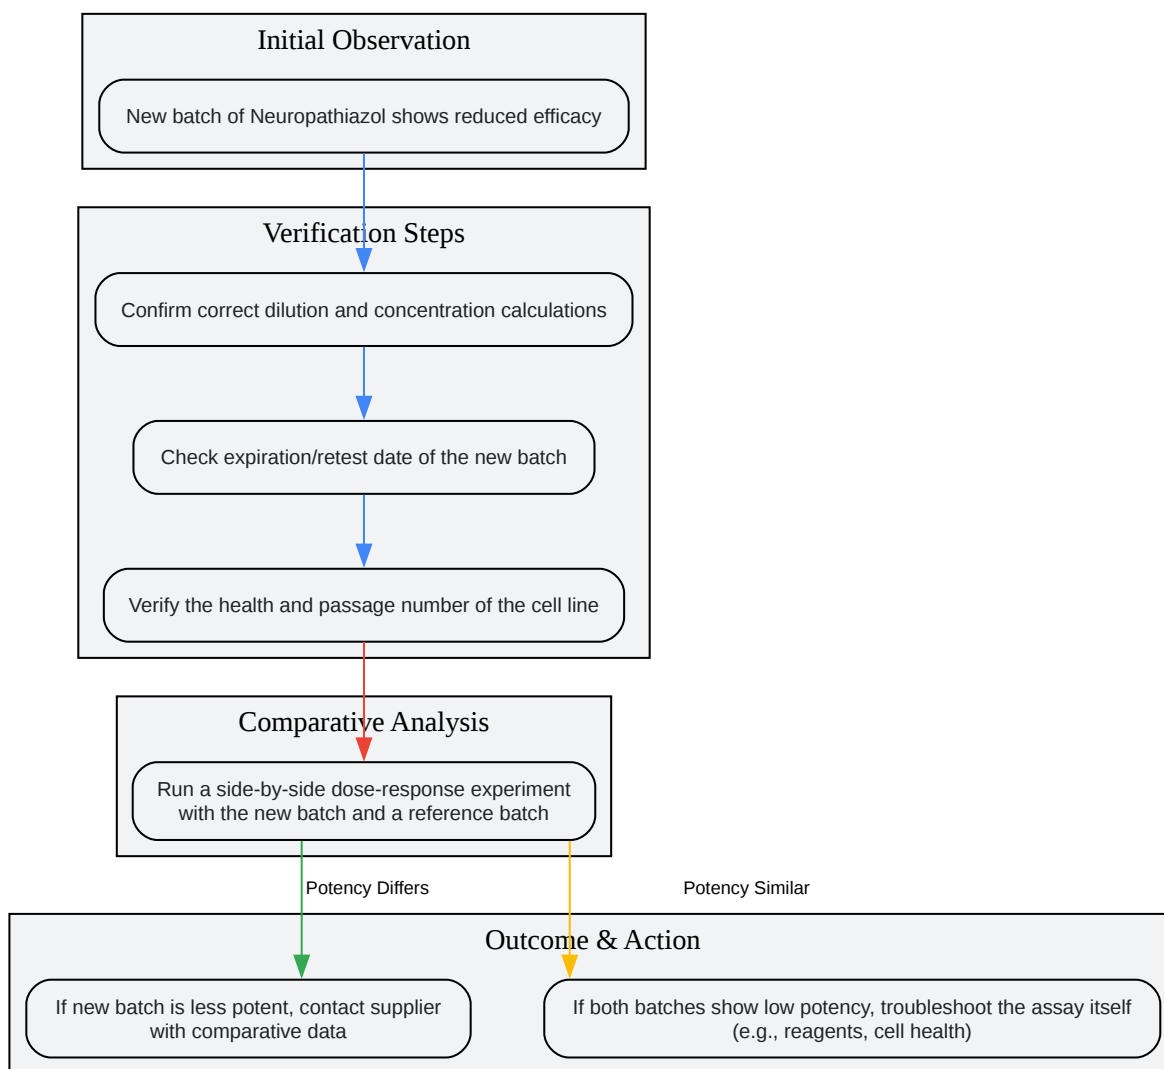 Initial Observation
New batch of Neuropathiazol shows reduced efficacy
Verification Steps
Confirm correct dilution and concentration calculations
Check expiration/retest date of the new batch
Verify the health and passage number of the cell line
Comparative Analysis
Run a side-by-side dose-response experiment
with the new batch and a reference batch
Potency Differs
Potency Similar
Outcome & Action
If new batch is less potent, contact supplier
with comparative data
If both batches show low potency, troubleshoot the assay itself
(e.g., reagents, cell health)